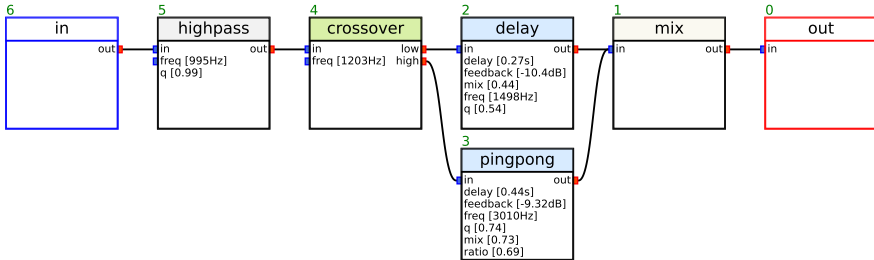 6
in
out
5
highpass
in out
freq [995Hz]
q [0.99]
4
crossover
in low
freq [1203Hz] high
2
delay
in out
delay [0.27s]
feedback [-10.4dB]
mix [0.44]
freq [1498Hz]
q [0.54]
3
pingpong
in out
delay [0.44s]
feedback [-9.32dB]
freq [3010Hz]
q [0.74]
mix [0.73]
ratio [0.69]
1
mix
in out
0
out
in